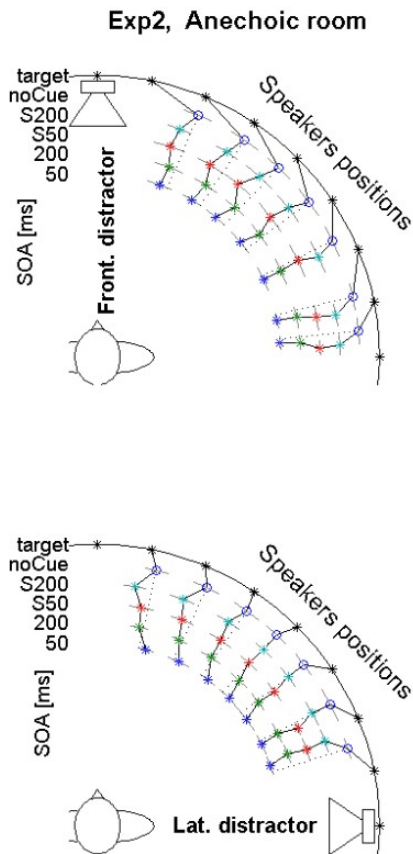 Exp2, Anechoic room
target
noCue
S200
S50
200
50
SOA [ms]
Front. distractor
Speakers positions
target
noCue
S200
S50
200
50
SOA [ms]
Speakers positions
Lat. distractor